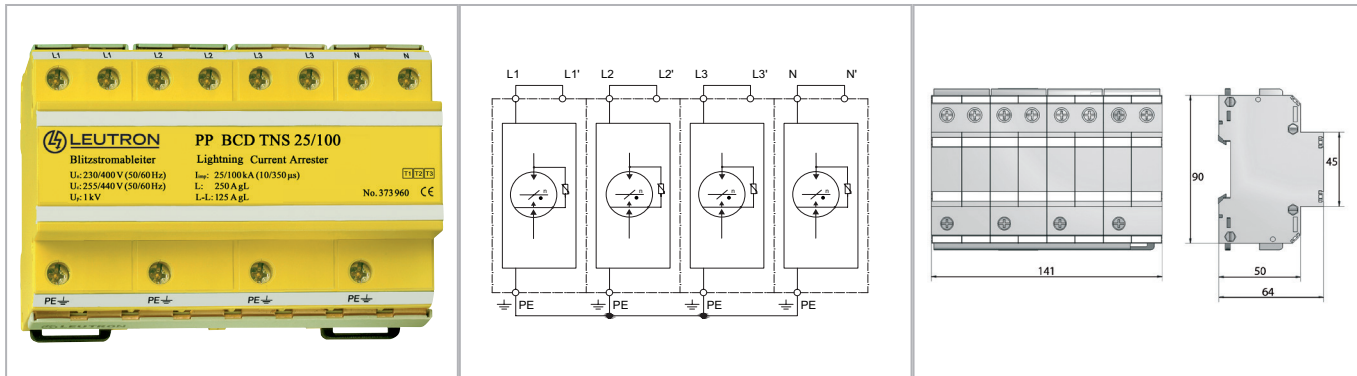 L1 L1 L2 L2 L3 L3 N N
LEUTRON
PP BCD TNS 25/100
Blitzstromableiter
Lightning Current Arrester
Uₙ: 230/400 V (50/60 Hz)
Iimp: 25/100 kA (10/350 µs)
T1 T2 T3
U꜀: 255/440 V (50/60 Hz)
L: 250 A gL
Uₚ: 1 kV
L-L: 125 A gL
No. 373 960 CE
PE PE PE PE
LEUTRON
L1 L1' L2 L2' L3 L3' N N'
n n n n
PE PE PE PE
90
45
141
50
64